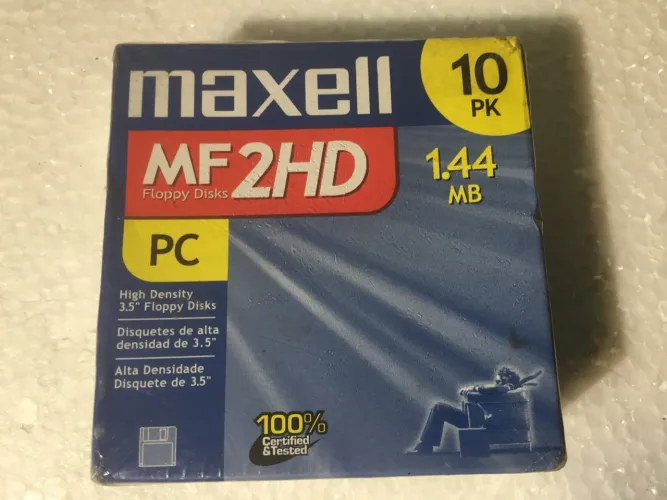 maxell
10
PK
MF 2HD
Floppy Disks
1.44
MB
PC
High Density
3.5" Floppy Disks
Disquetes de alta
densidad de 3.5"
Alta Densidade
Disquete de 3.5"
100%
Certified
&Tested